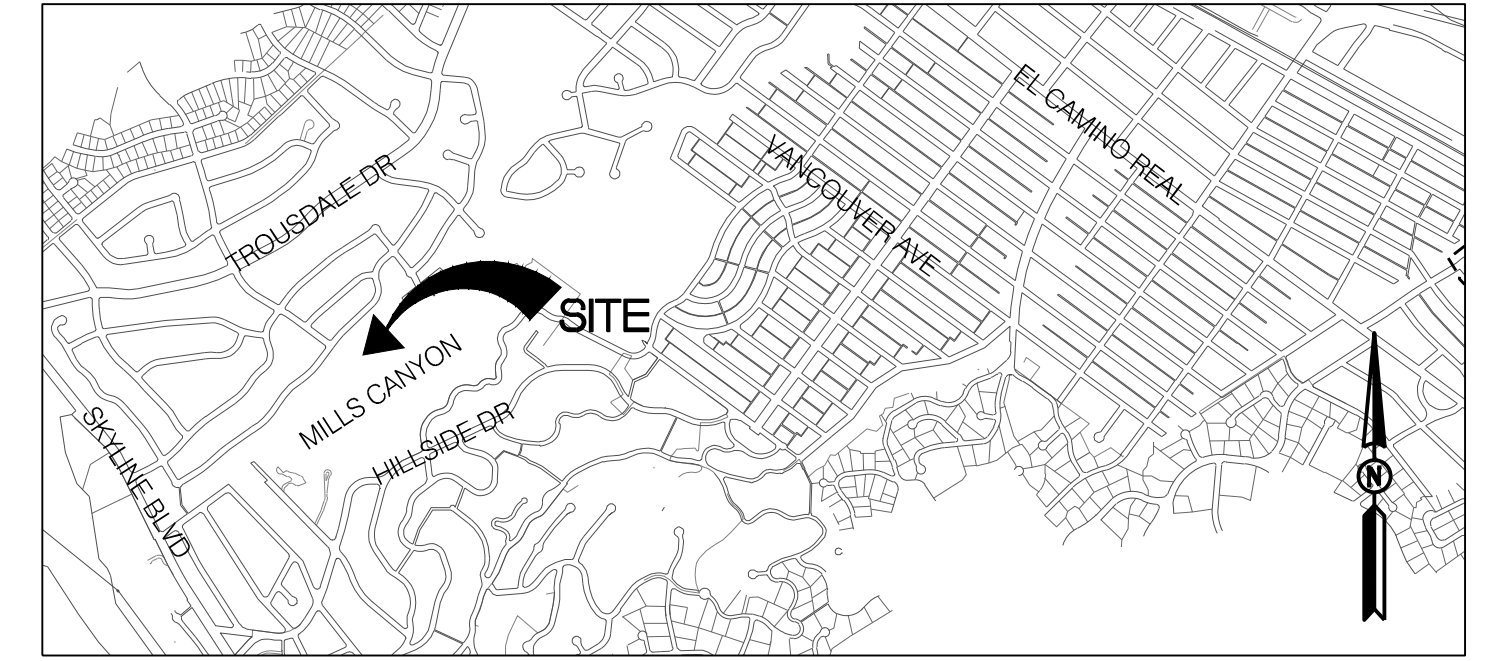 EL CAMINO REAL
VANCOUVER AVE
TROUSDALE DR
SITE
MILLS CANYON
HILLSIDE DR
SKYLINE BLVD
N